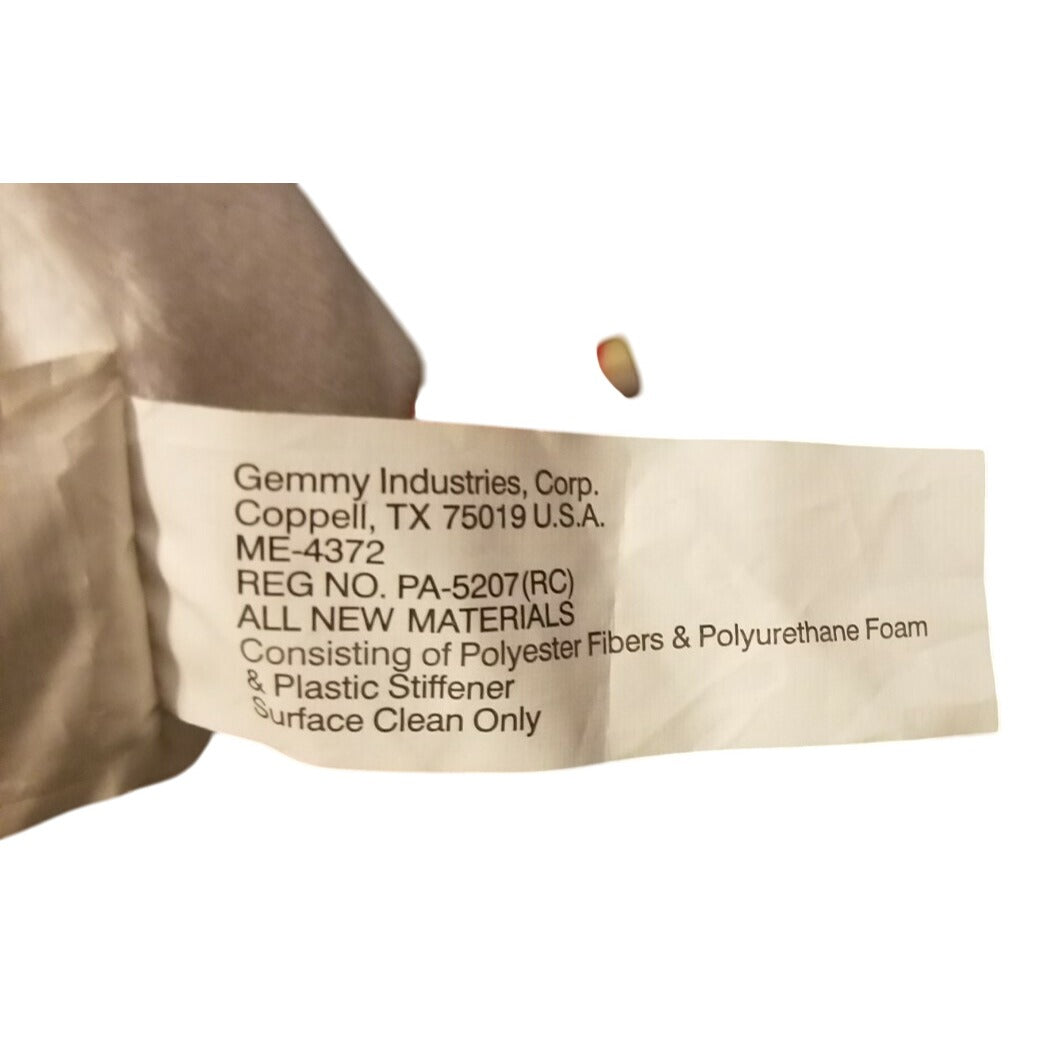 Gemmy Industries, Corp.
Coppell, TX 75019 U.S.A.
ME-4372
REG NO. PA-5207(RC)
ALL NEW MATERIALS
Consisting of Polyester Fibers & Polyurethane Foam
& Plastic Stiffener
Surface Clean Only